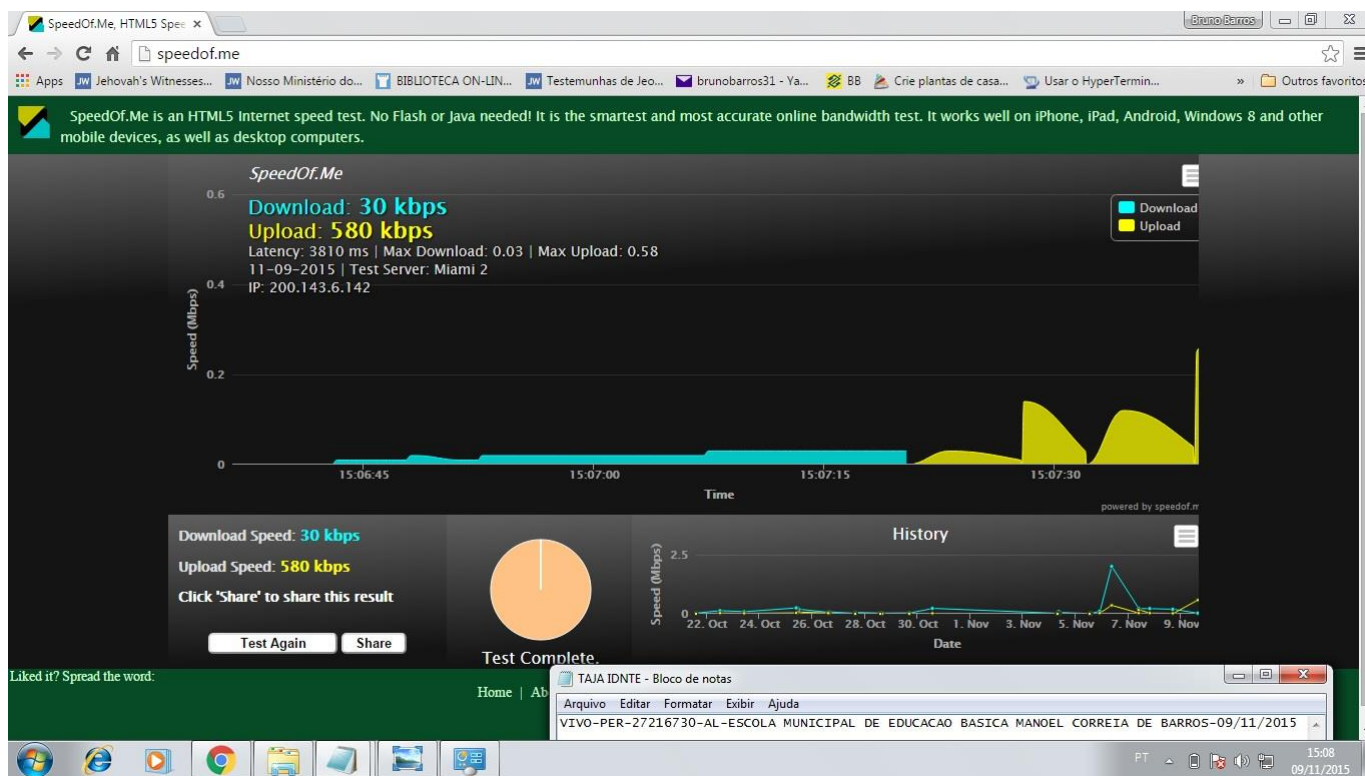 SpeedOf.Me, HTML5 Spee
Bruno Barros
speedof.me
Apps Jehovah's Witnesses... Nosso Ministério do... BIBLIOTECA ON-LIN... Testemunhas de Jeo... brunobarros31 - Ya... BB Crie plantas de casa... Usar o HyperTermin... » Outros favoritos
SpeedOf.Me is an HTML5 Internet speed test. No Flash or Java needed! It is the smartest and most accurate online bandwidth test. It works well on iPhone, iPad, Android, Windows 8 and other
mobile devices, as well as desktop computers.
SpeedOf.Me
Download: 30 kbps
Upload: 580 kbps
Latency: 3810 ms | Max Download: 0.03 | Max Upload: 0.58
11-09-2015 | Test Server: Miami 2
IP: 200.143.6.142
Download
Upload
Speed (Mbps)
0.6
0.4
0.2
0
15:06:45 15:07:00 15:07:15 15:07:30
Time
powered by speedof.m
Download Speed: 30 kbps
Upload Speed: 580 kbps
Click 'Share' to share this result
Test Again Share
Test Complete.
History
Speed (Mbps)
2.5
0
22. Oct 24. Oct 26. Oct 28. Oct 30. Oct 1. Nov 3. Nov 5. Nov 7. Nov 9. Nov
Date
Liked it? Spread the word:
Home | Ab
TAJA IDNTE - Bloco de notas
Arquivo Editar Formatar Exibir Ajuda
VIVO-PER-27216730-AL-ESCOLA MUNICIPAL DE EDUCACAO BASICA MANOEL CORREIA DE BARROS-09/11/2015
PT
15:08
09/11/2015